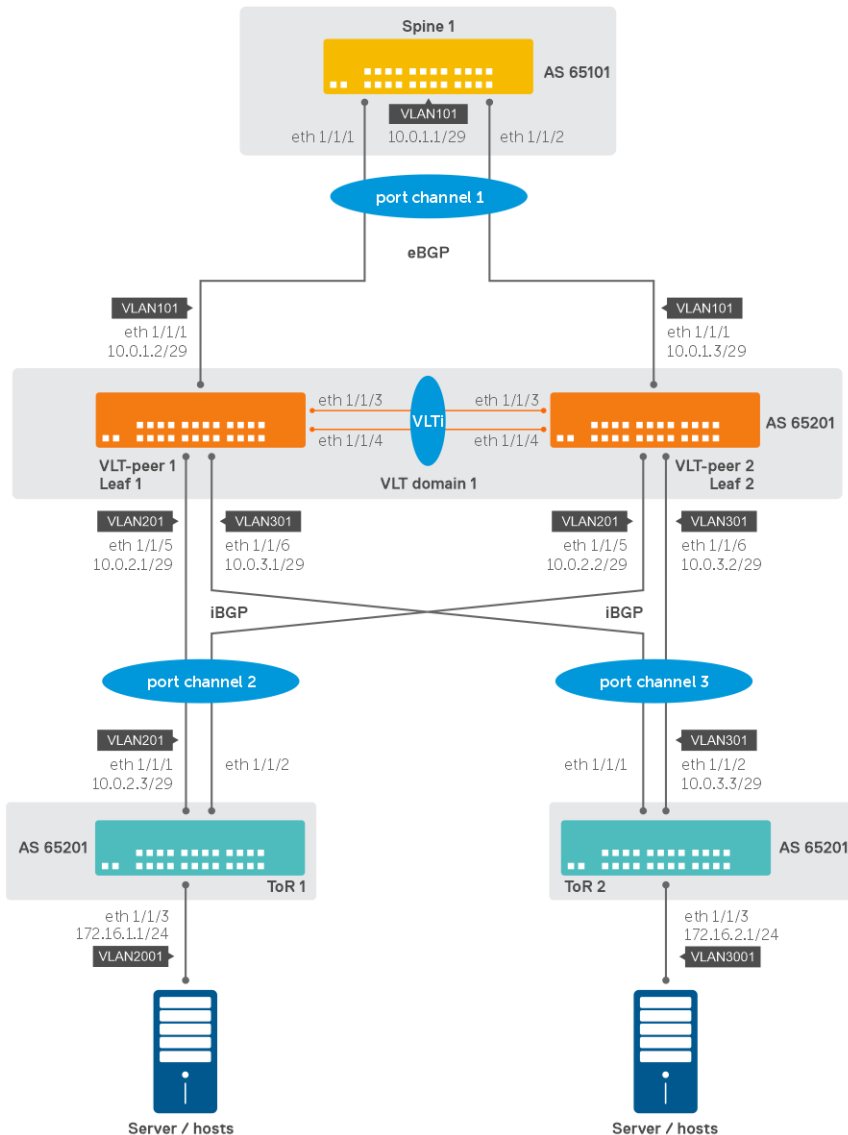 Spine 1
AS 65101
VLAN101
eth 1/1/1
10.0.1.1/29
eth 1/1/2
port channel 1
eBGP
VLAN101
eth 1/1/1
10.0.1.2/29
VLAN101
eth 1/1/1
10.0.1.3/29
eth 1/1/3
eth 1/1/3
VLTi
eth 1/1/4
eth 1/1/4
AS 65201
VLT-peer 1
Leaf 1
VLT domain 1
VLT-peer 2
Leaf 2
VLAN201
eth 1/1/5
10.0.2.1/29
VLAN301
eth 1/1/6
10.0.3.1/29
VLAN201
eth 1/1/5
10.0.2.2/29
VLAN301
eth 1/1/6
10.0.3.2/29
iBGP
iBGP
port channel 2
port channel 3
VLAN201
eth 1/1/1
10.0.2.3/29
eth 1/1/2
eth 1/1/1
VLAN301
eth 1/1/2
10.0.3.3/29
AS 65201
ToR 1
AS 65201
ToR 2
eth 1/1/3
172.16.1.1/24
VLAN2001
eth 1/1/3
172.16.2.1/24
VLAN3001
Server / hosts
Server / hosts